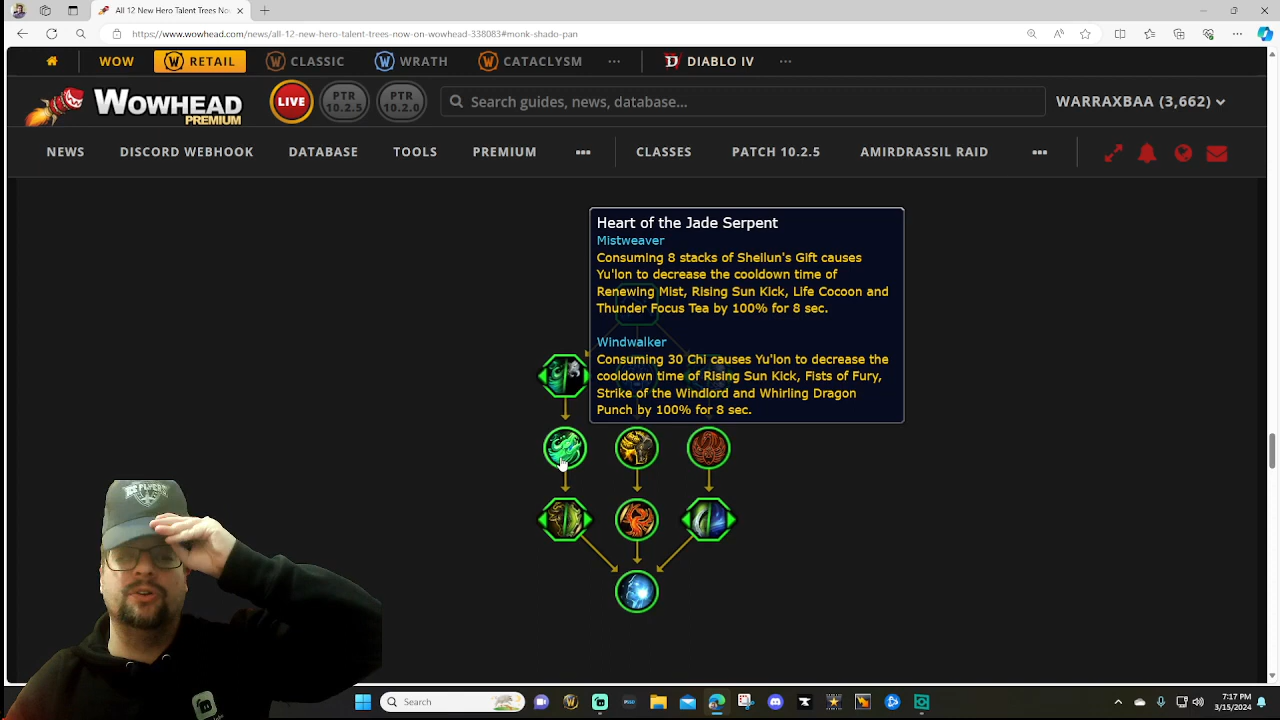 All 12 New Hero Talent Trees No
https://www.wowhead.com/news/all-12-new-hero-talent-trees-now-on-wowhead-338083#monk-shado-pan
WOW
RETAIL
CLASSIC
WRATH
CATACLYSM
DIABLO IV
WOWHEAD
PREMIUM
LIVE
PTR
10.2.5
PTR
10.2.0
Search guides, news, database...
WARRAXBAA (3,662)
NEWS
DISCORD WEBHOOK
DATABASE
TOOLS
PREMIUM
CLASSES
PATCH 10.2.5
AMIRDRASSIL RAID
Heart of the Jade Serpent
Mistweaver
Consuming 8 stacks of Sheilun's Gift causes
Yu'lon to decrease the cooldown time of
Renewing Mist, Rising Sun Kick, Life Cocoon and
Thunder Focus Tea by 100% for 8 sec.
Windwalker
Consuming 30 Chi causes Yu'lon to decrease the
cooldown time of Rising Sun Kick, Fists of Fury,
Strike of the Windlord and Whirling Dragon
Punch by 100% for 8 sec.
FLYERS
Search
7:17 PM
3/15/2024